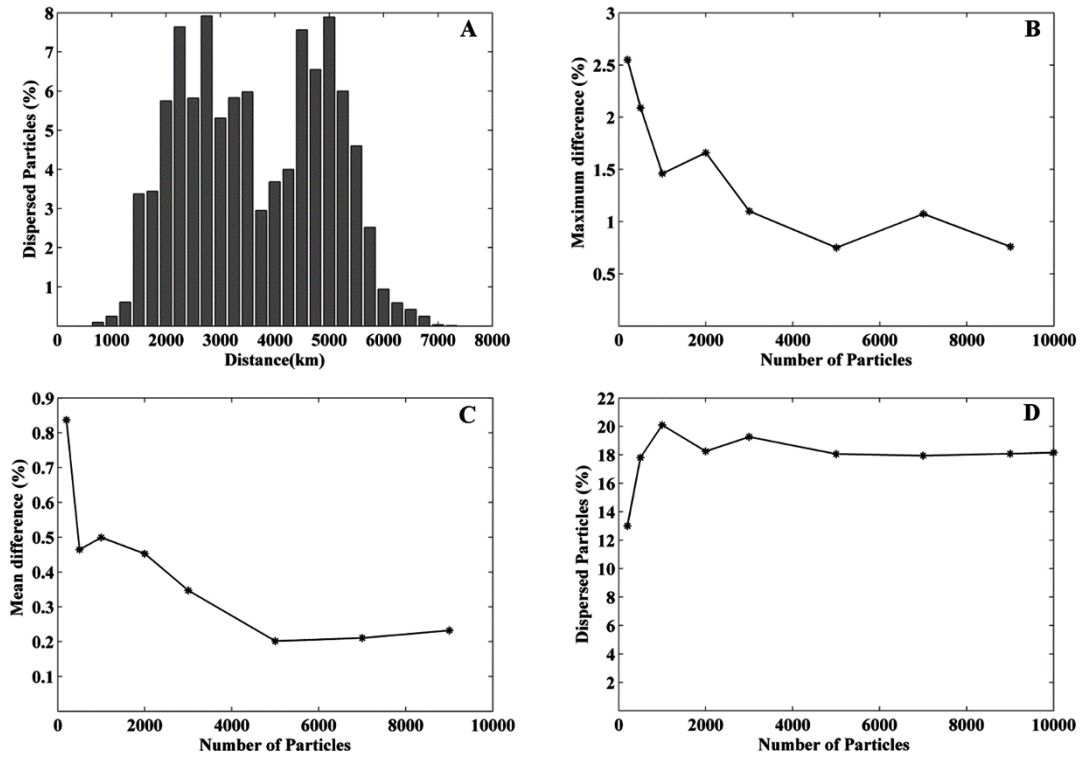 A
Dispersed Particles (%)
8
7
6
5
4
3
2
1
0 1000 2000 3000 4000 5000 6000 7000 8000
Distance(km)
B
Maximum difference (%)
3
2.5
2
1.5
1
0.5
0 2000 4000 6000 8000 10000
Number of Particles
C
Mean difference (%)
0.9
0.8
0.7
0.6
0.5
0.4
0.3
0.2
0.1
0 2000 4000 6000 8000 10000
Number of Particles
D
Dispersed Particles (%)
22
20
18
16
14
12
10
8
6
4
2
0 2000 4000 6000 8000 10000
Number of Particles